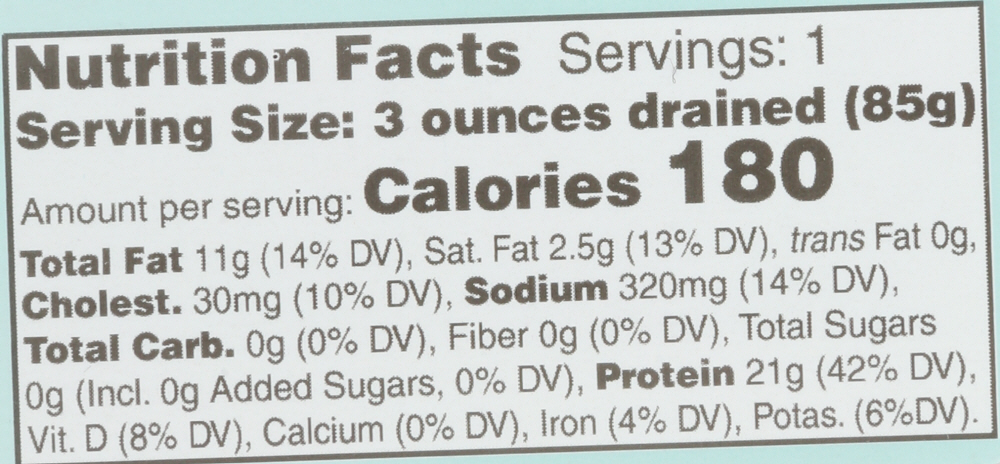 Nutrition Facts Servings: 1
Serving Size: 3 ounces drained (85g)
Amount per serving: Calories 180
Total Fat 11g (14% DV), Sat. Fat 2.5g (13% DV), trans Fat 0g,
Cholest. 30mg (10% DV), Sodium 320mg (14% DV),
Total Carb. 0g (0% DV), Fiber 0g (0% DV), Total Sugars
0g (Incl. 0g Added Sugars, 0% DV), Protein 21g (42% DV),
Vit. D (8% DV), Calcium (0% DV), Iron (4% DV), Potas. (6%DV).